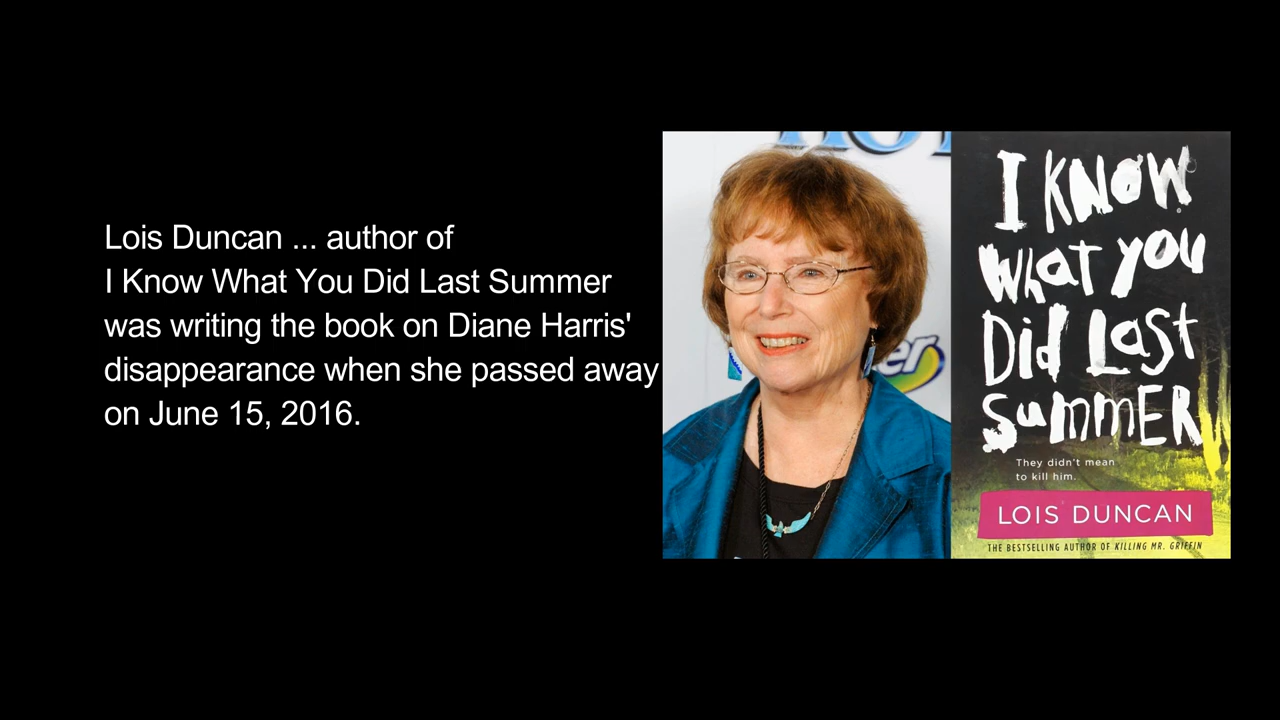 Lois Duncan ... author of
I Know What You Did Last Summer
was writing the book on Diane Harris'
disappearance when she passed away
on June 15, 2016.
I KNOW
What you
Did Last
SummER
They didn't mean
to kill him.
LOIS DUNCAN
THE BESTSELLING AUTHOR OF KILLING MR. GRIFFIN